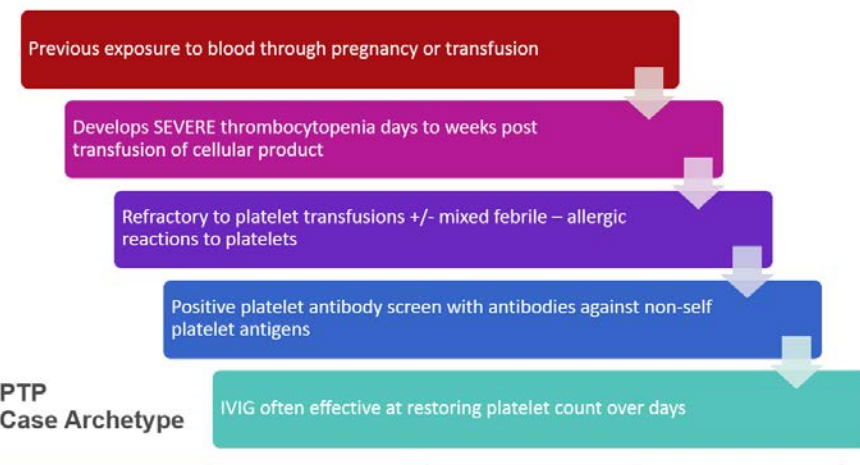 Previous exposure to blood through pregnancy or transfusion
Develops SEVERE thrombocytopenia days to weeks post
transfusion of cellular product
Refractory to platelet transfusions +/- mixed febrile – allergic
reactions to platelets
Positive platelet antibody screen with antibodies against non-self
platelet antigens
PTP
Case Archetype
IVIG often effective at restoring platelet count over days